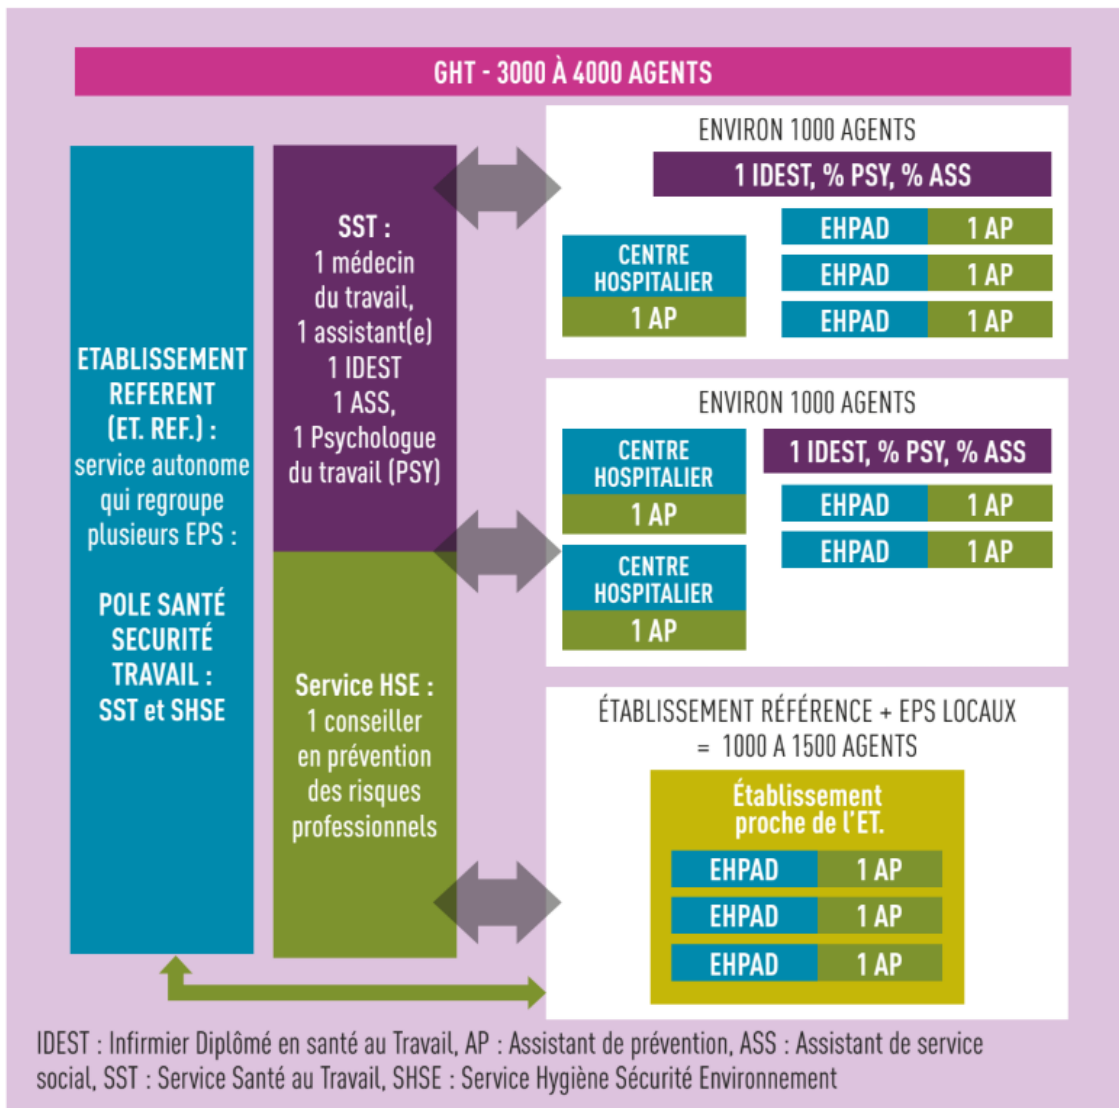 GHT - 3000 À 4000 AGENTS
ETABLISSEMENT
REFERENT
(ET. REF.) :
service autonome
qui regroupe
plusieurs EPS :
POLE SANTÉ
SECURITÉ
TRAVAIL :
SST et SHSE
SST :
1 médecin
du travail,
1 assistant(e)
1 IDEST
1 ASS,
1 Psychologue
du travail (PSY)
Service HSE :
1 conseiller
en prévention
des risques
professionnels
ENVIRON 1000 AGENTS
1 IDEST, % PSY, % ASS
CENTRE
HOSPITALIER
1 AP
EHPAD 1 AP
EHPAD 1 AP
EHPAD 1 AP
ENVIRON 1000 AGENTS
CENTRE
HOSPITALIER
1 AP
CENTRE
HOSPITALIER
1 AP
1 IDEST, % PSY, % ASS
EHPAD 1 AP
EHPAD 1 AP
ÉTABLISSEMENT RÉFÉRENCE + EPS LOCAUX
= 1000 A 1500 AGENTS
Établissement
proche de l'ET.
EHPAD 1 AP
EHPAD 1 AP
EHPAD 1 AP
IDEST : Infirmier Diplômé en santé au Travail, AP : Assistant de prévention, ASS : Assistant de service
social, SST : Service Santé au Travail, SHSE : Service Hygiène Sécurité Environnement